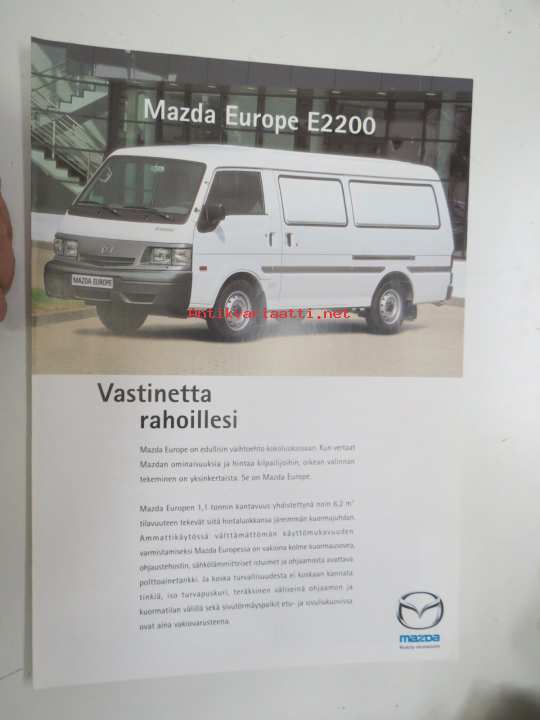 Mazda Europe E2200
MAZDA EUROPE
Antikvariaatti.net
Vastinetta
rahoillesi
Mazda Europe on edullisin vaihtoehto kokoluokassaan. Kun vertaat
Mazdan ominaisuuksia ja hintaa kilpailijoihin, oikean valinnan
tekeminen on yksinkertaista. Se on Mazda Europe.
Mazda Europen 1,1 tonnin kantavuus yhdistettynä noin 6,2 m³
tilavuuteen tekevät siitä hintaluokkansa järeimmän kuormajuhdan.
Ammattikäytössä välttämättömän käyttömukavuuden
varmistamiseksi Mazda Europessa on vakiona kolme kuormausovea,
ohjaustehostin, sähkölämmitteiset istuimet ja ohjaamosta avattava
polttoainetankki. Ja koska turvallisuudesta ei koskaan kannata
tinkiä, iso turvapuskuri, teräksinen väliseinä ohjaamon ja
kuormatilan välillä sekä sivutörmäyspalkit etu- ja sivuliukuovissa
ovat aina vakiovarusteena.
mazda